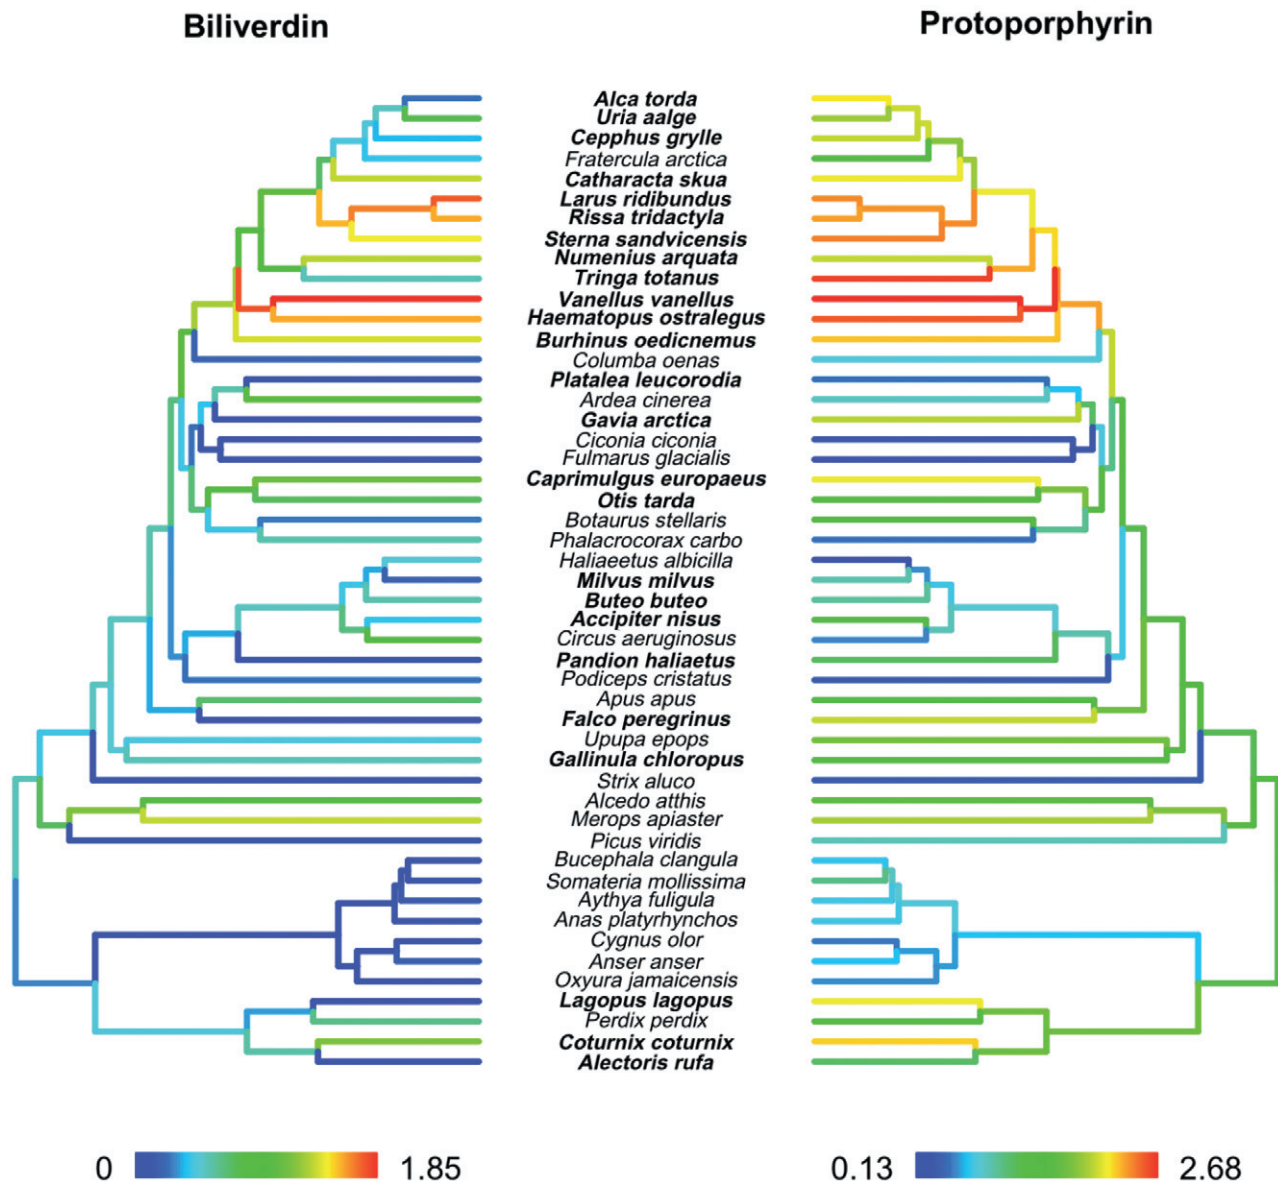 Biliverdin
Protoporphyrin
Alca torda
Uria aalge
Cepphus grylle
Fratercula arctica
Catharacta skua
Larus ridibundus
Rissa tridactyla
Sterna sandvicensis
Numenius arquata
Tringa totanus
Vanellus vanellus
Haematopus ostralegus
Burhinus oedicnemus
Columba oenas
Platalea leucorodia
Ardea cinerea
Gavia arctica
Ciconia ciconia
Fulmarus glacialis
Caprimulgus europaeus
Otis tarda
Botaurus stellaris
Phalacrocorax carbo
Haliaeetus albicilla
Milvus milvus
Buteo buteo
Accipiter nisus
Circus aeruginosus
Pandion haliaetus
Podiceps cristatus
Apus apus
Falco peregrinus
Upupa epops
Gallinula chloropus
Strix aluco
Alcedo atthis
Merops apiaster
Picus viridis
Bucephala clangula
Somateria mollissima
Aythya fuligula
Anas platyrhynchos
Cygnus olor
Anser anser
Oxyura jamaicensis
Lagopus lagopus
Perdix perdix
Coturnix coturnix
Alectoris rufa
0 1.85
0.13 2.68